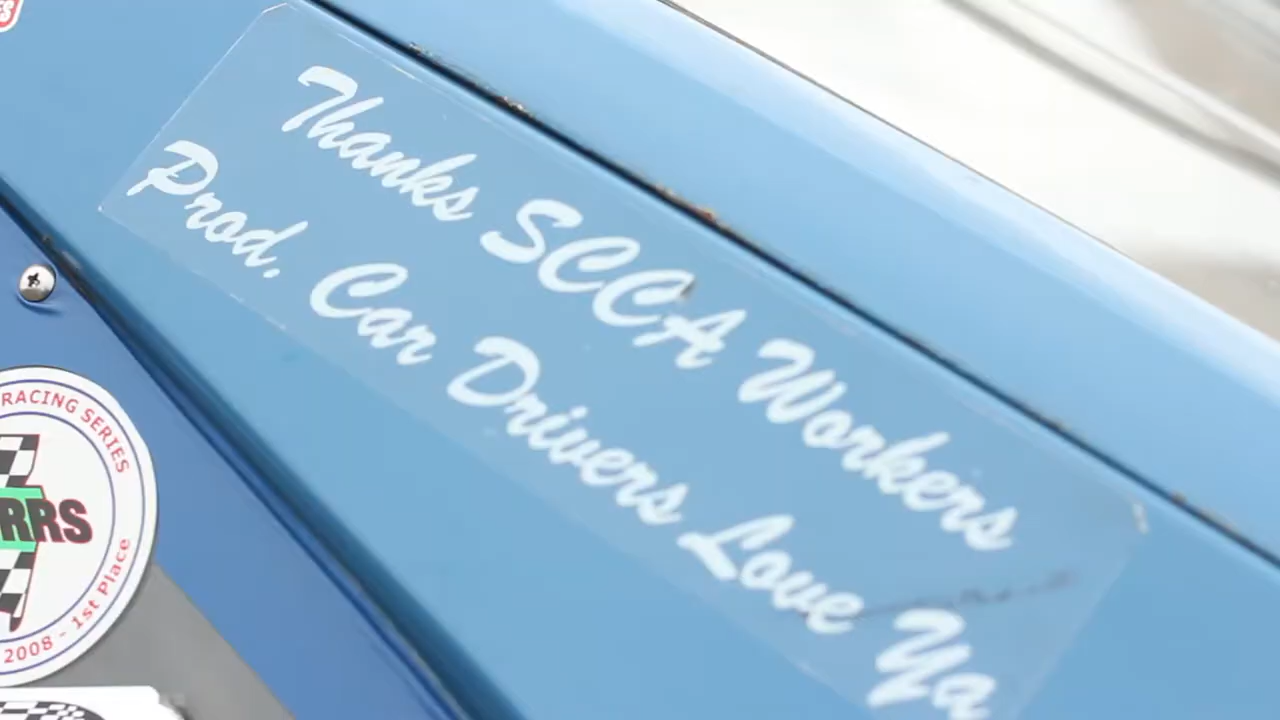 Thanks SCCA Workers
Prod. Car Drivers Love Ya
RACING SERIES
RRS
2008 - 1st Place